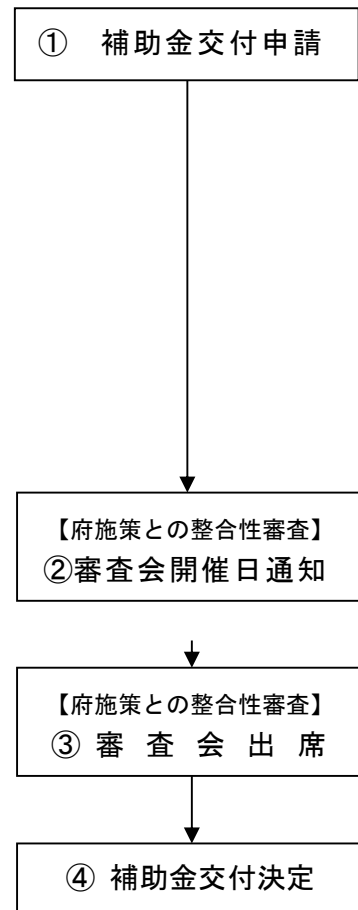 ① 補助金交付申請
【府施策との整合性審査】
②審査会開催日通知
【府施策との整合性審査】
③ 審 査 会 出 席
④ 補助金交付決定